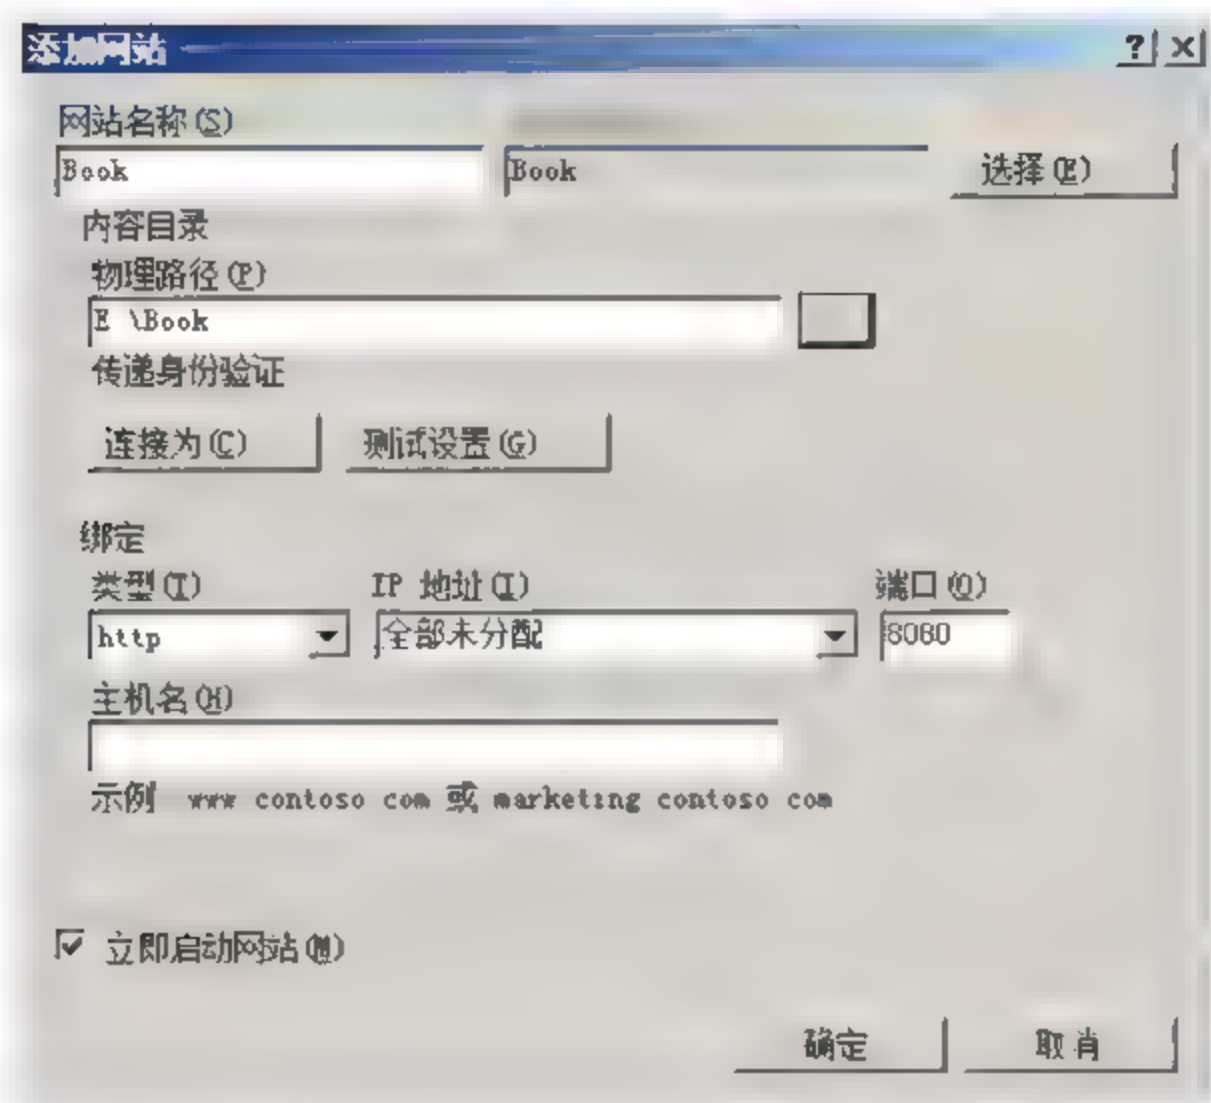 添加网站 ? ×
网站名称(S)
Book Book 选择(E)
内容目录
物理路径(P)
E \Book
传递身份验证
连接为(C) 测试设置(G)
绑定
类型(T) IP 地址(I) 端口(O)
http 全部未分配 8080
主机名(H)
示例 www contoso com 或 marketing contoso com
立即启动网站(M)
确定 取消